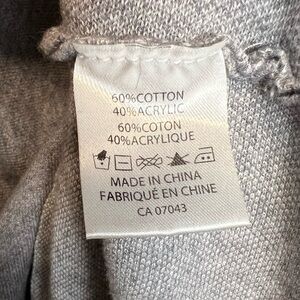 60%COTTON
40%ACRYLIC
60%COTON
40%ACRYLIQUE
MADE IN CHINA
FABRIQUÉ EN CHINE
CA 07043